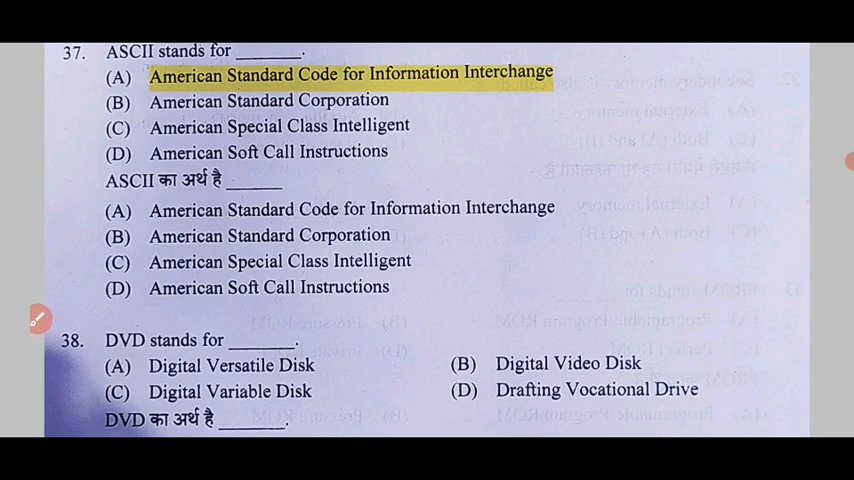 37. ASCII stands for _______.
(A) American Standard Code for Information Interchange
(B) American Standard Corporation
(C) American Special Class Intelligent
(D) American Soft Call Instructions
ASCII का अर्थ है ______
(A) American Standard Code for Information Interchange
(B) American Standard Corporation
(C) American Special Class Intelligent
(D) American Soft Call Instructions
38. DVD stands for _______.
(A) Digital Versatile Disk (B) Digital Video Disk
(C) Digital Variable Disk (D) Drafting Vocational Drive
DVD का अर्थ है _______.